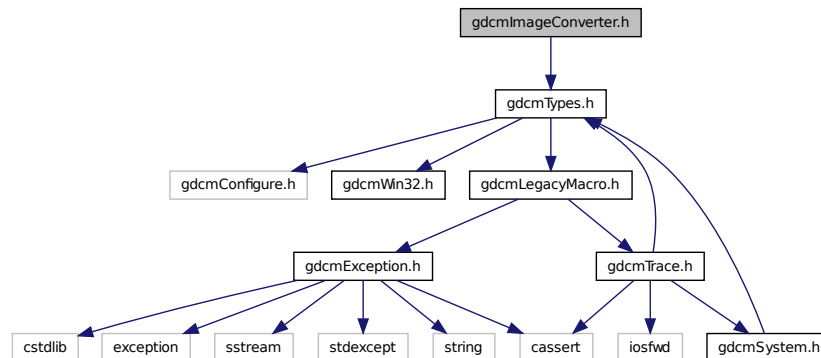 gdcmImageConverter.h
gdcmTypes.h
gdcmConfigure.h
gdcmWin32.h
gdcmLegacyMacro.h
gdcmException.h
gdcmTrace.h
cstdlib
exception
sstream
stdexcept
string
cassert
iosfwd
gdcmSystem.h